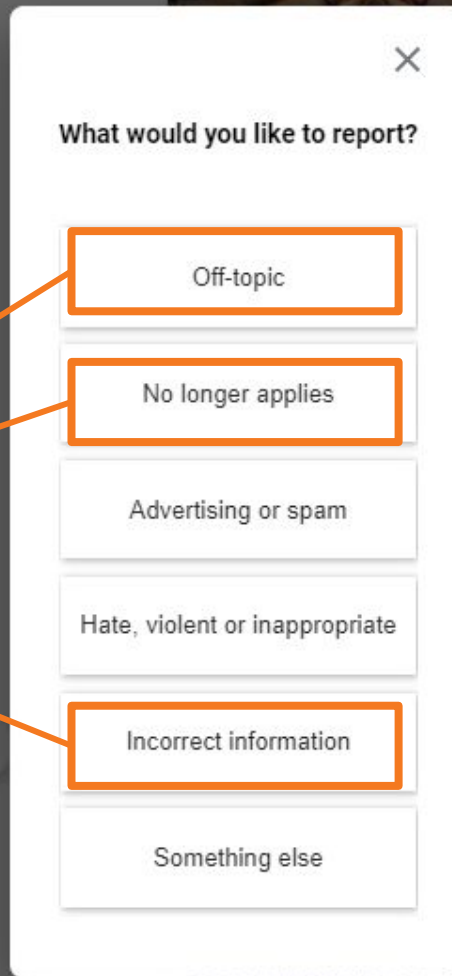 What would you like to report?
Off-topic
No longer applies
Advertising or spam
Hate, violent or inappropriate
Incorrect information
Something else